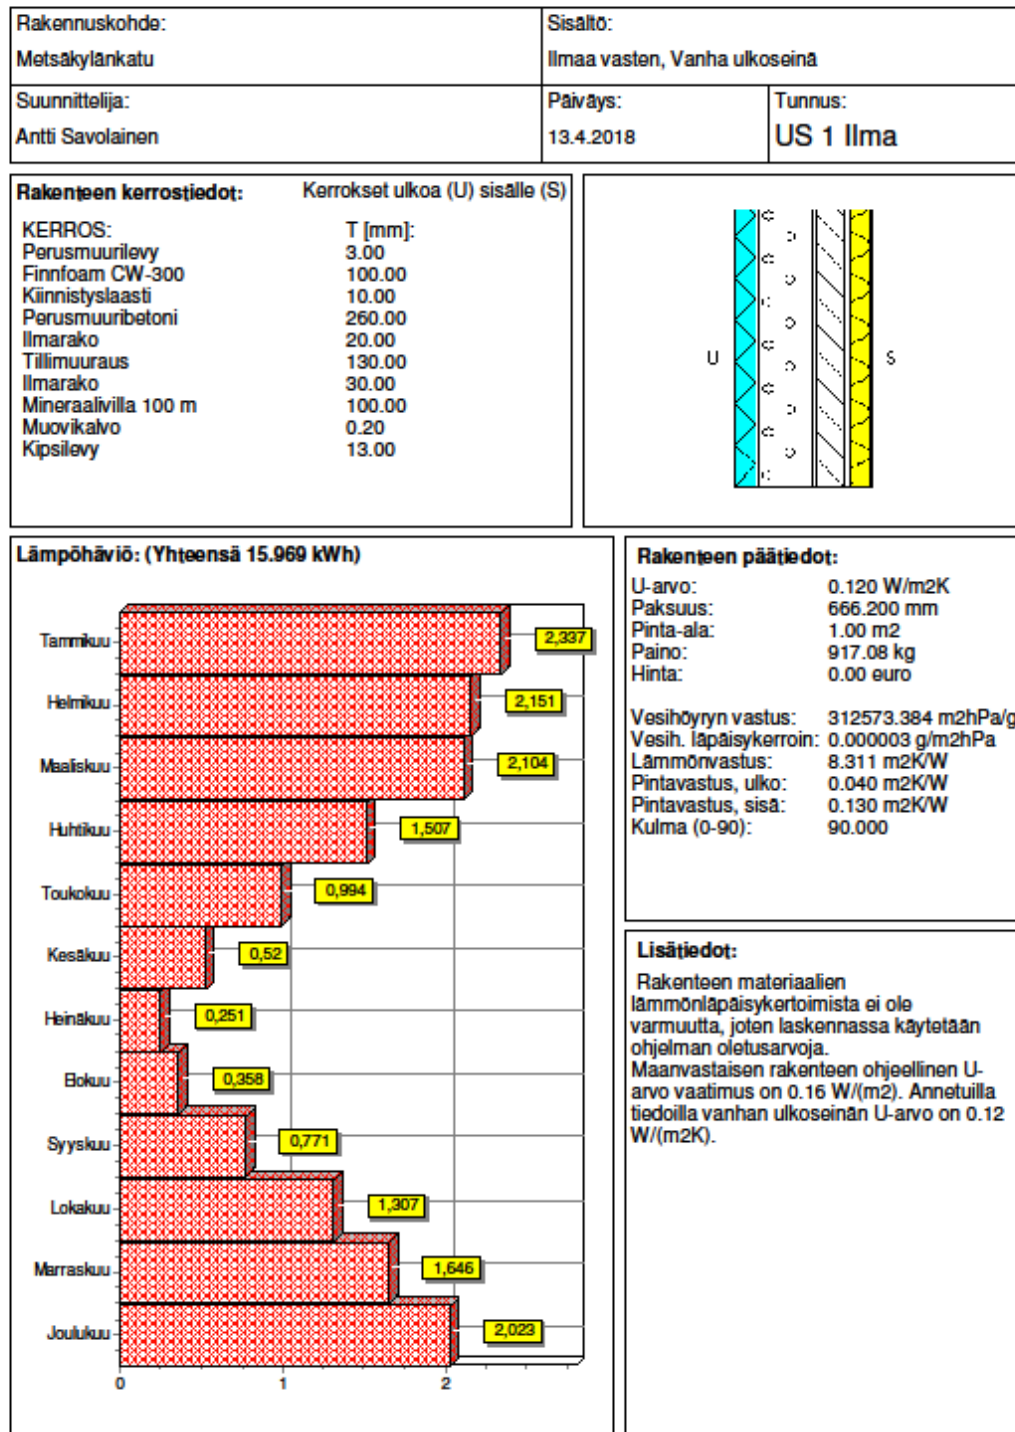 Rakennuskohde:
Metsäkylänkatu
Sisältö:
Ilmaa vasten, Vanha ulkoseinä
Suunnittelija:
Antti Savolainen
Päiväys:
13.4.2018
Tunnus:
US 1 Ilma
Rakenteen kerrostiedot: Kerrokset ulkoa (U) sisälle (S)
KERROS: T [mm]:
Perusmuurilevy 3.00
Finnfoam CW-300 100.00
Kiinnistyslaasti 10.00
Perusmuuribetoni 260.00
Ilmarako 20.00
Tillimuuraus 130.00
Ilmarako 30.00
Mineraalivilla 100 m 100.00
Muovikalvo 0.20
Kipsilevy 13.00
U S
Lämpöhäviö: (Yhteensä 15.969 kWh)
Tammikuu 2,337
Helmikuu 2,151
Maaliskuu 2,104
Huhtikuu 1,507
Toukokuu 0,994
Kesäkuu 0,52
Heinäkuu 0,251
Elokuu 0,358
Syyskuu 0,771
Lokakuu 1,307
Marraskuu 1,646
Joulukuu 2,023
0 1 2
Rakenteen päätiedot:
U-arvo: 0.120 W/m2K
Paksuus: 666.200 mm
Pinta-ala: 1.00 m2
Paino: 917.08 kg
Hinta: 0.00 euro
Vesihöyryn vastus: 312573.384 m2hPa/g
Vesih. läpäisykerroin: 0.000003 g/m2hPa
Lämmönvastus: 8.311 m2K/W
Pintavastus, ulko: 0.040 m2K/W
Pintavastus, sisä: 0.130 m2K/W
Kulma (0-90): 90.000
Lisätiedot:
Rakenteen materiaalien
lämmönläpäisykertoimista ei ole
varmuutta, joten laskennassa käytetään
ohjelman oletusarvoja.
Maanvastaisen rakenteen ohjeellinen U-
arvo vaatimus on 0.16 W/(m2). Annetuilla
tiedoilla vanhan ulkoseinän U-arvo on 0.12
W/(m2K).